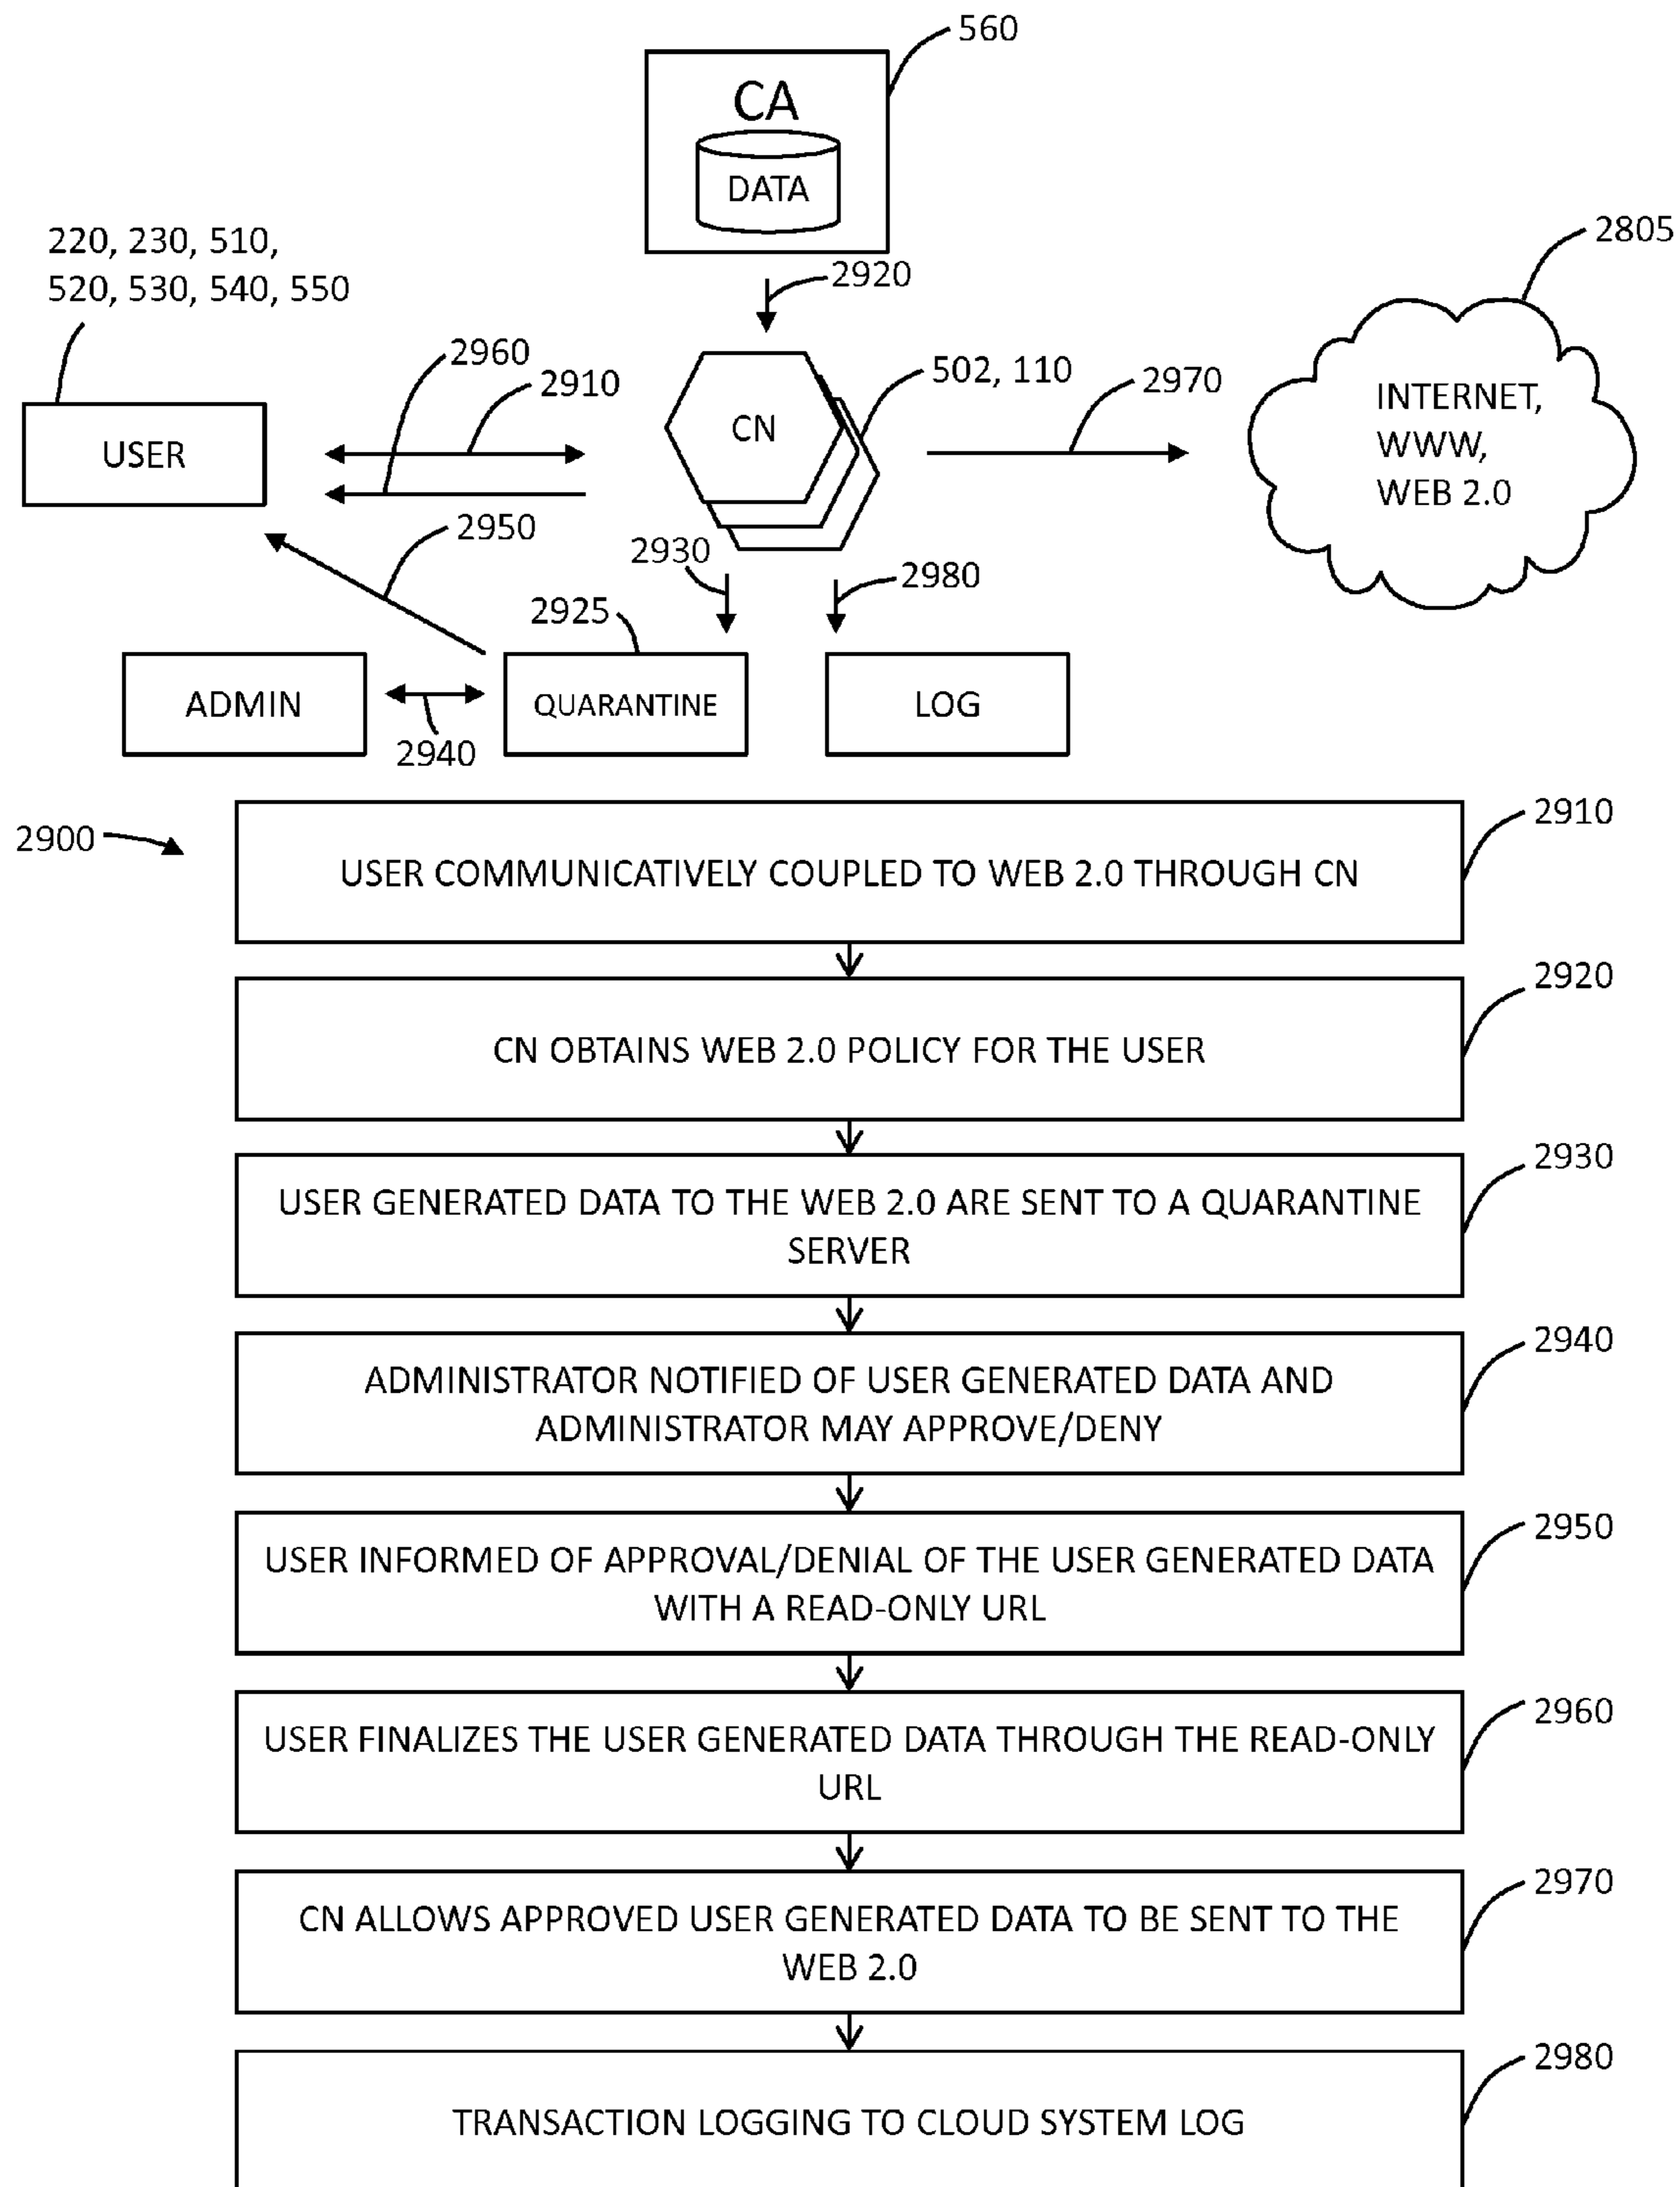 560
CA
DATA
220, 230, 510,
520, 530, 540, 550
2920
2805
2960
2910
502, 110
2970
USER
CN
INTERNET,
WWW,
WEB 2.0
2950
2930
2980
2925
ADMIN
QUARANTINE
LOG
2940
2900
2910
USER COMMUNICATIVELY COUPLED TO WEB 2.0 THROUGH CN
2920
CN OBTAINS WEB 2.0 POLICY FOR THE USER
2930
USER GENERATED DATA TO THE WEB 2.0 ARE SENT TO A QUARANTINE
SERVER
2940
ADMINISTRATOR NOTIFIED OF USER GENERATED DATA AND
ADMINISTRATOR MAY APPROVE/DENY
2950
USER INFORMED OF APPROVAL/DENIAL OF THE USER GENERATED DATA
WITH A READ-ONLY URL
2960
USER FINALIZES THE USER GENERATED DATA THROUGH THE READ-ONLY
URL
2970
CN ALLOWS APPROVED USER GENERATED DATA TO BE SENT TO THE
WEB 2.0
2980
TRANSACTION LOGGING TO CLOUD SYSTEM LOG